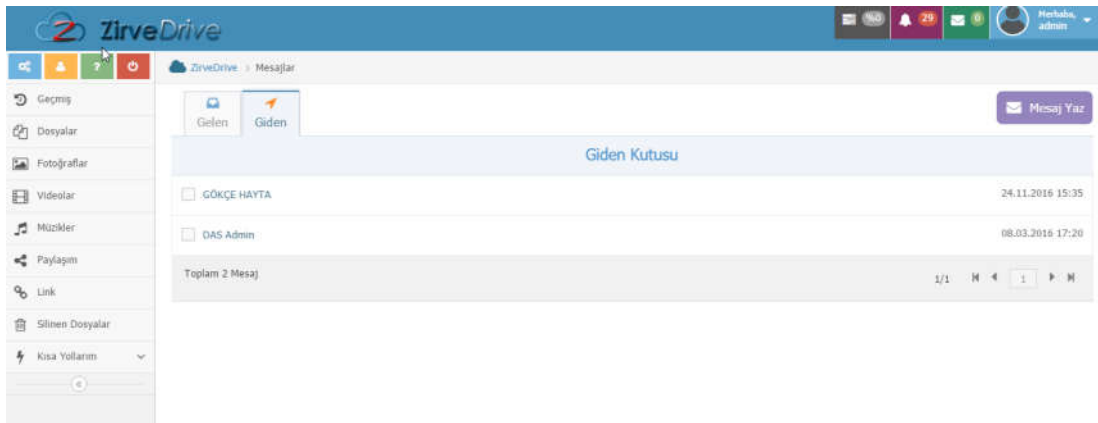 ZirveDrive
%0
29
0
Merhaba,
admin
?
ZirveDrive > Mesajlar
Geçmiş
Dosyalar
Fotoğraflar
Videolar
Müzikler
Paylaşım
Link
Silinen Dosyalar
Kısa Yollarım
Gelen
Giden
Mesaj Yaz
Giden Kutusu
GÖKÇE HAYTA
24.11.2016 15:35
DAS Admin
08.03.2016 17:20
Toplam 2 Mesaj
1/1
1